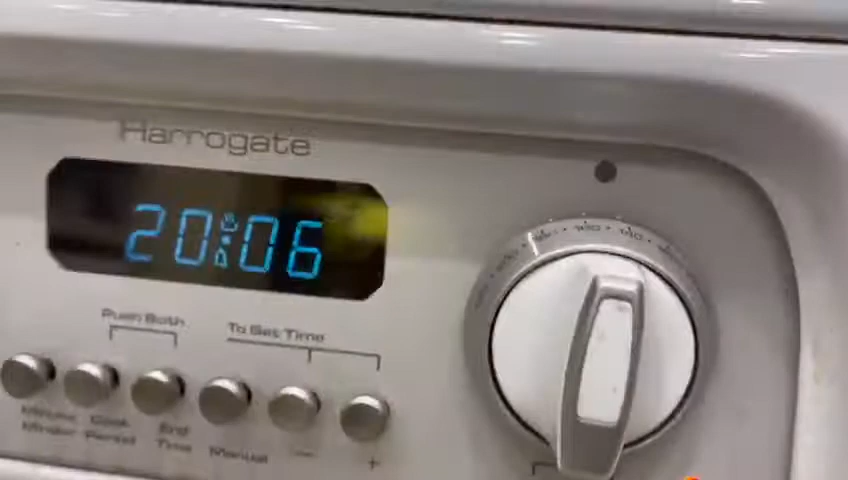 Harrogate
20:06
Push Both
To Set Time
Minute Minder
Cook Period
End Time
Manual
-
+